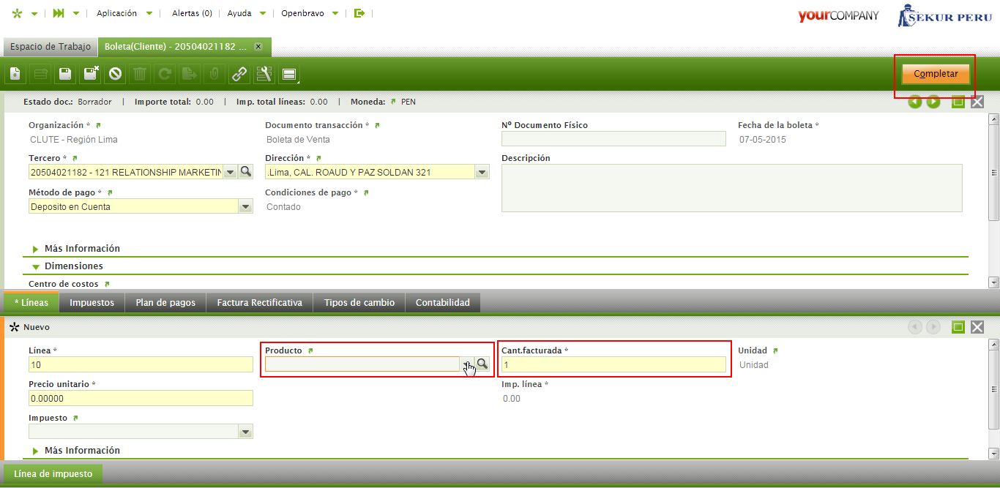 Aplicación Alertas (0) Ayuda Openbravo yourCOMPANY SEKUR PERU
Espacio de Trabajo Boleta(Cliente) - 20504021182 ...
Completar
Estado doc.: Borrador | Importe total: 0.00 | Imp. total líneas: 0.00 | Moneda: PEN
Organización * Documento transacción * Nº Documento Físico Fecha de la boleta *
CLUTE - Región Lima Boleta de Venta 07-05-2015
Tercero * Dirección * Descripción
20504021182 - 121 RELATIONSHIP MARKETIN .Lima, CAL. ROAUD Y PAZ SOLDAN 321
Método de pago * Condiciones de pago *
Deposito en Cuenta Contado
Más Información
Dimensiones
Centro de costos
* Líneas Impuestos Plan de pagos Factura Rectificativa Tipos de cambio Contabilidad
Nuevo
Línea * Producto Cant.facturada * Unidad
10 1 Unidad
Precio unitario * Imp. línea *
0.00000 0.00
Impuesto
Más Información
Línea de impuesto